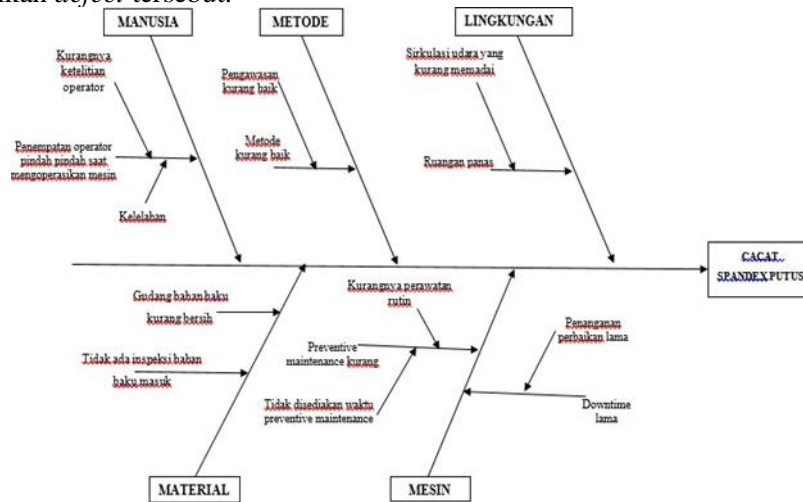 tersebut.
MANUSIA
METODE
LINGKUNGAN
Kurangnya
ketelitian
operator
Pengawasan
kurang baik
Sirkulasi udara yang
kurang memadai
Penempatan operator
pindah pindah saat
mengoperasikan mesin
Metode
kurang baik
Ruangan panas
Kelelahan
CACAT
SPANDEX PUTUS
Gudang bahan baku
kurang bersih
Kurangnya perawatan
rutin
Penanganan
perbaikan lama
Tidak ada inspeksi bahan
baku masuk
Preventive
maintenance kurang
Tidak disediakan waktu
preventive maintenance
Downtime
lama
MATERIAL
MESIN